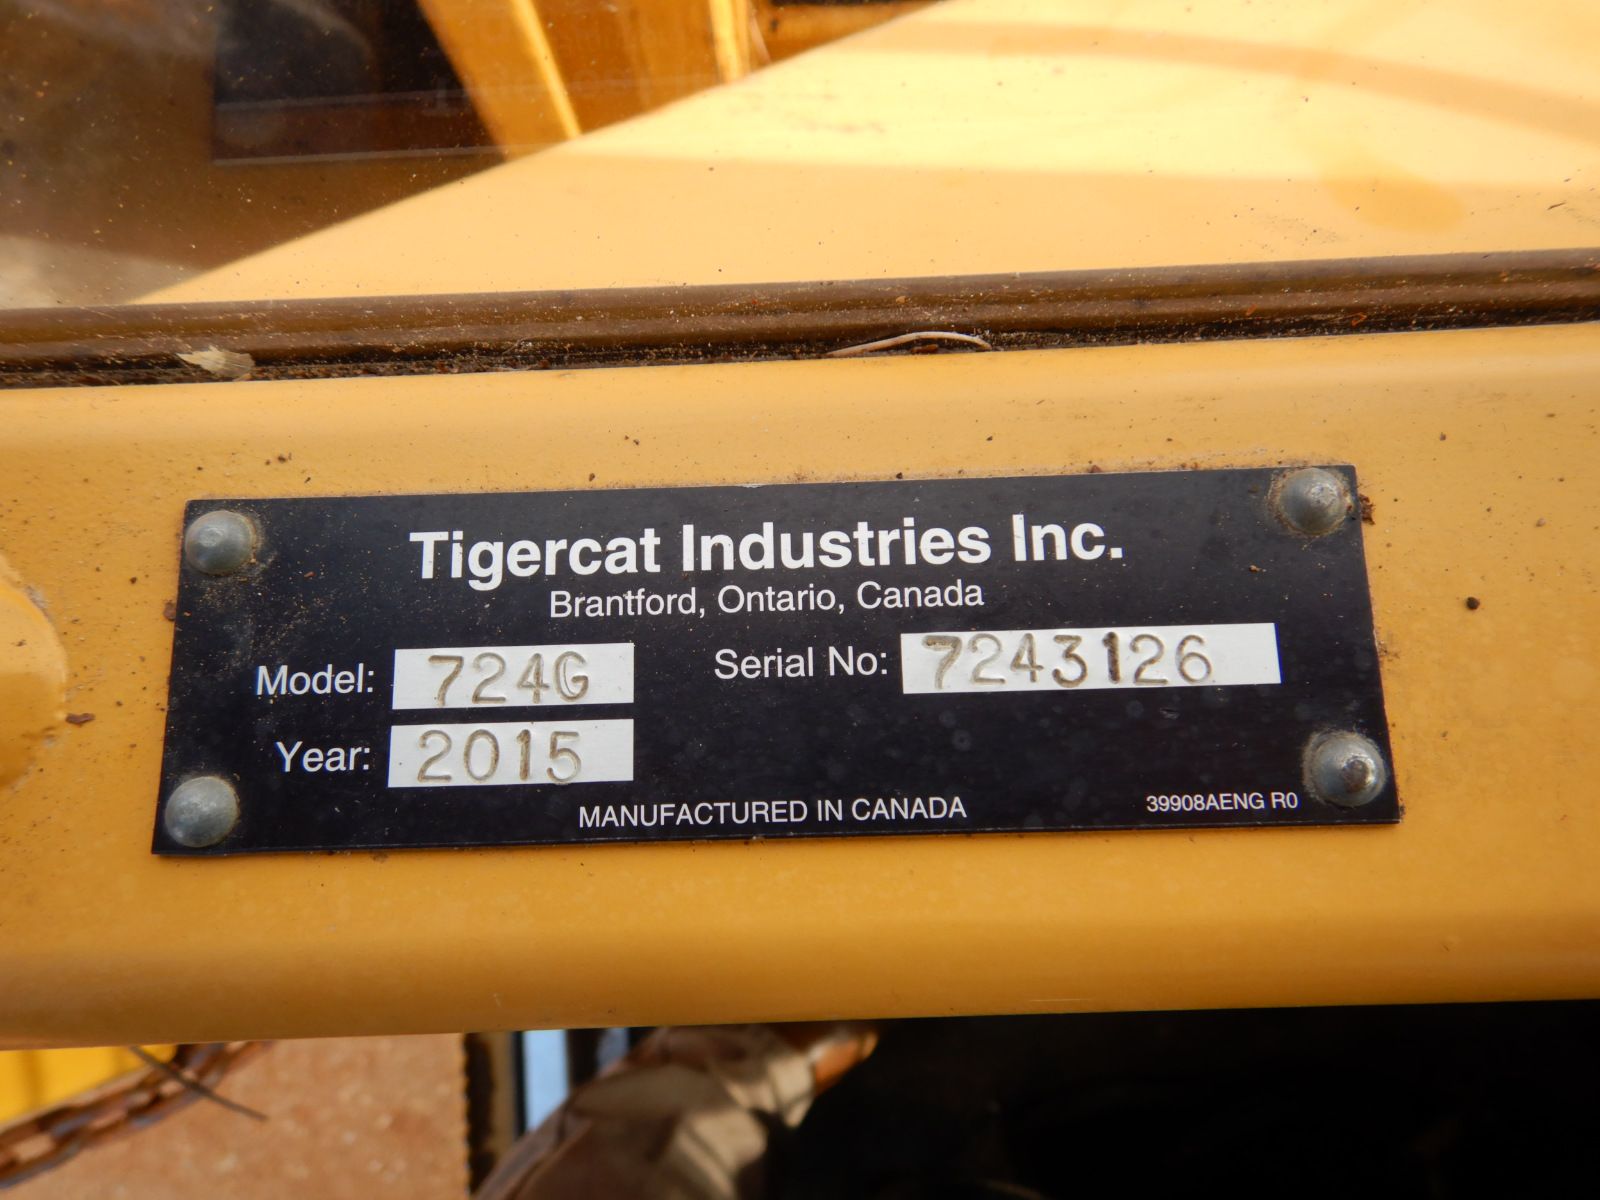 Tigercat Industries Inc.
Brantford, Ontario, Canada
Model: 724G Serial No: 7243126
Year: 2015
MANUFACTURED IN CANADA 39908AENG R0